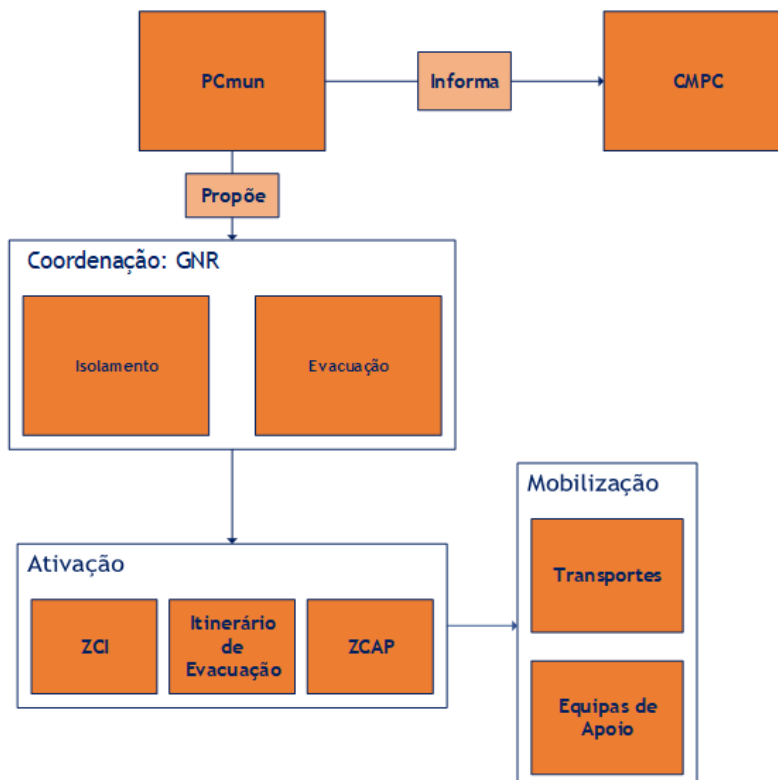 PCmun
Informa
CMPC
Propõe
Coordenação: GNR
Isolamento
Evacuação
Mobilização
Ativação
Transportes
ZCI
Itinerário
de
Evacuação
ZCAP
Equipas de
Apoio